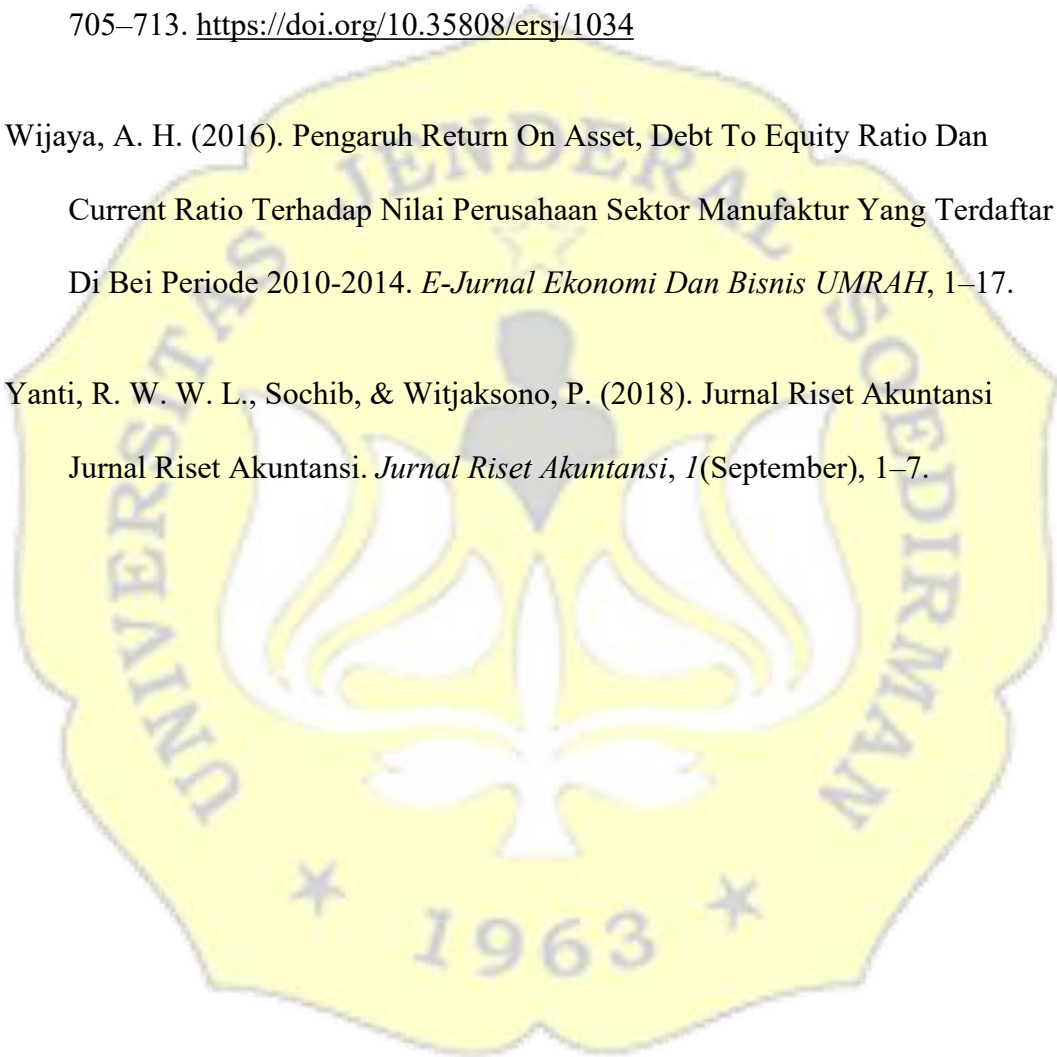 705–713. https://doi.org/10.35808/ersj/1034
Wijaya, A. H. (2016). Pengaruh Return On Asset, Debt To Equity Ratio Dan
Current Ratio Terhadap Nilai Perusahaan Sektor Manufaktur Yang Terdaftar
Di Bei Periode 2010-2014. E-Jurnal Ekonomi Dan Bisnis UMRAH, 1–17.
Yanti, R. W. W. L., Sochib, & Witjaksono, P. (2018). Jurnal Riset Akuntansi
Jurnal Riset Akuntansi. Jurnal Riset Akuntansi, 1(September), 1–7.
UNIVERSITAS JENDERAL SOEDIRMAN
1963